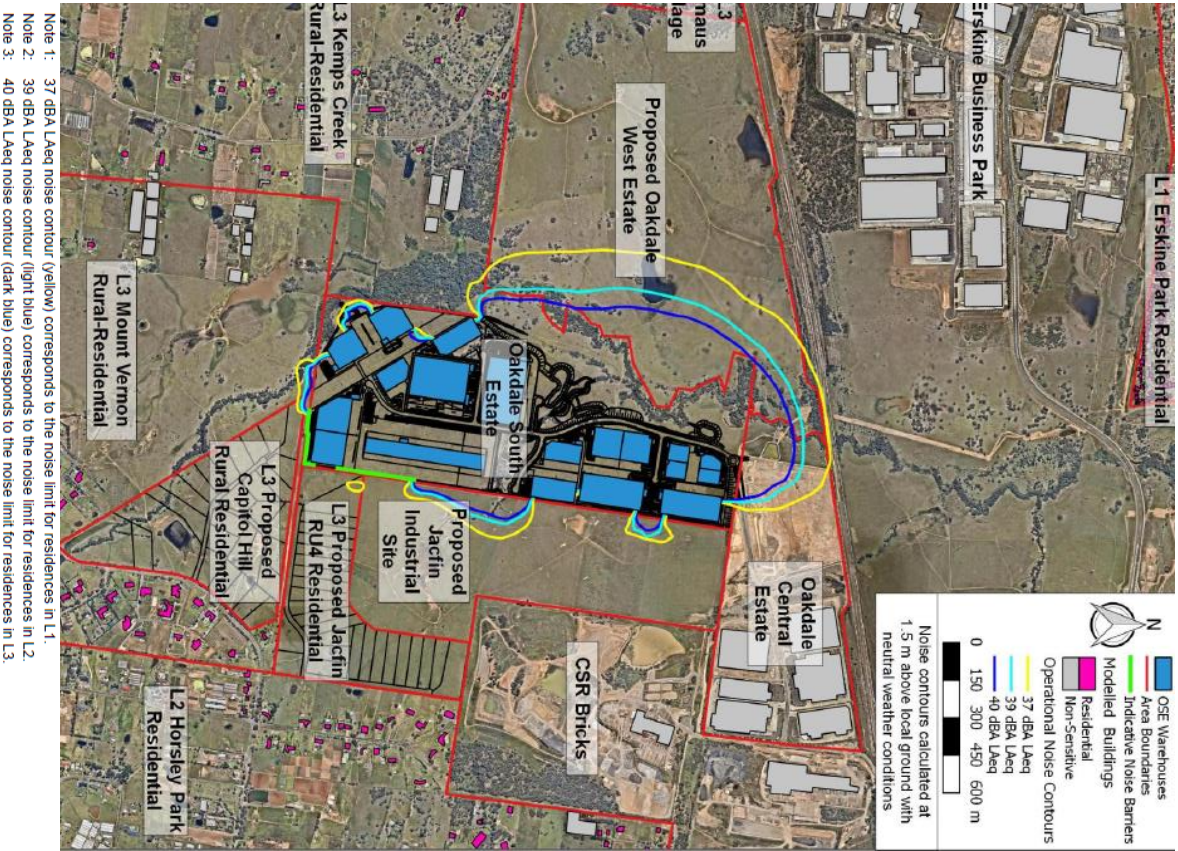 L3
maus
lage
L3 Kemps Creek
Rural-Residential
Proposed Oakdale
West Estate
Erskine Business Park
L1 Erskine Park Residential
L3 Mount Vernon
Rural-Residential
Oakdale South
Estate
L3 Proposed
Capitol Hill
Rural Residential
L3 Proposed Jacfin
RU4 Residential
Proposed
Jacfin
Industrial
Site
Oakdale
Central
Estate
CSR Bricks
L2 Horsley Park
Residential
N
OSE Warehouses
Area Boundaries
Indicative Noise Barriers
Modelled Buildings
Residential
Non-Sensitive
Operational Noise Contours
37 dBA LAeq
39 dBA LAeq
40 dBA LAeq
0 150 300 450 600 m
Noise contours calculated at
1.5 m above local ground with
neutral weather conditions
Note 1: 37 dBA LAeq noise contour (yellow) corresponds to the noise limit for residences in L1.
Note 2: 39 dBA LAeq noise contour (light blue) corresponds to the noise limit for residences in L2.
Note 3: 40 dBA LAeq noise contour (dark blue) corresponds to the noise limit for residences in L3.